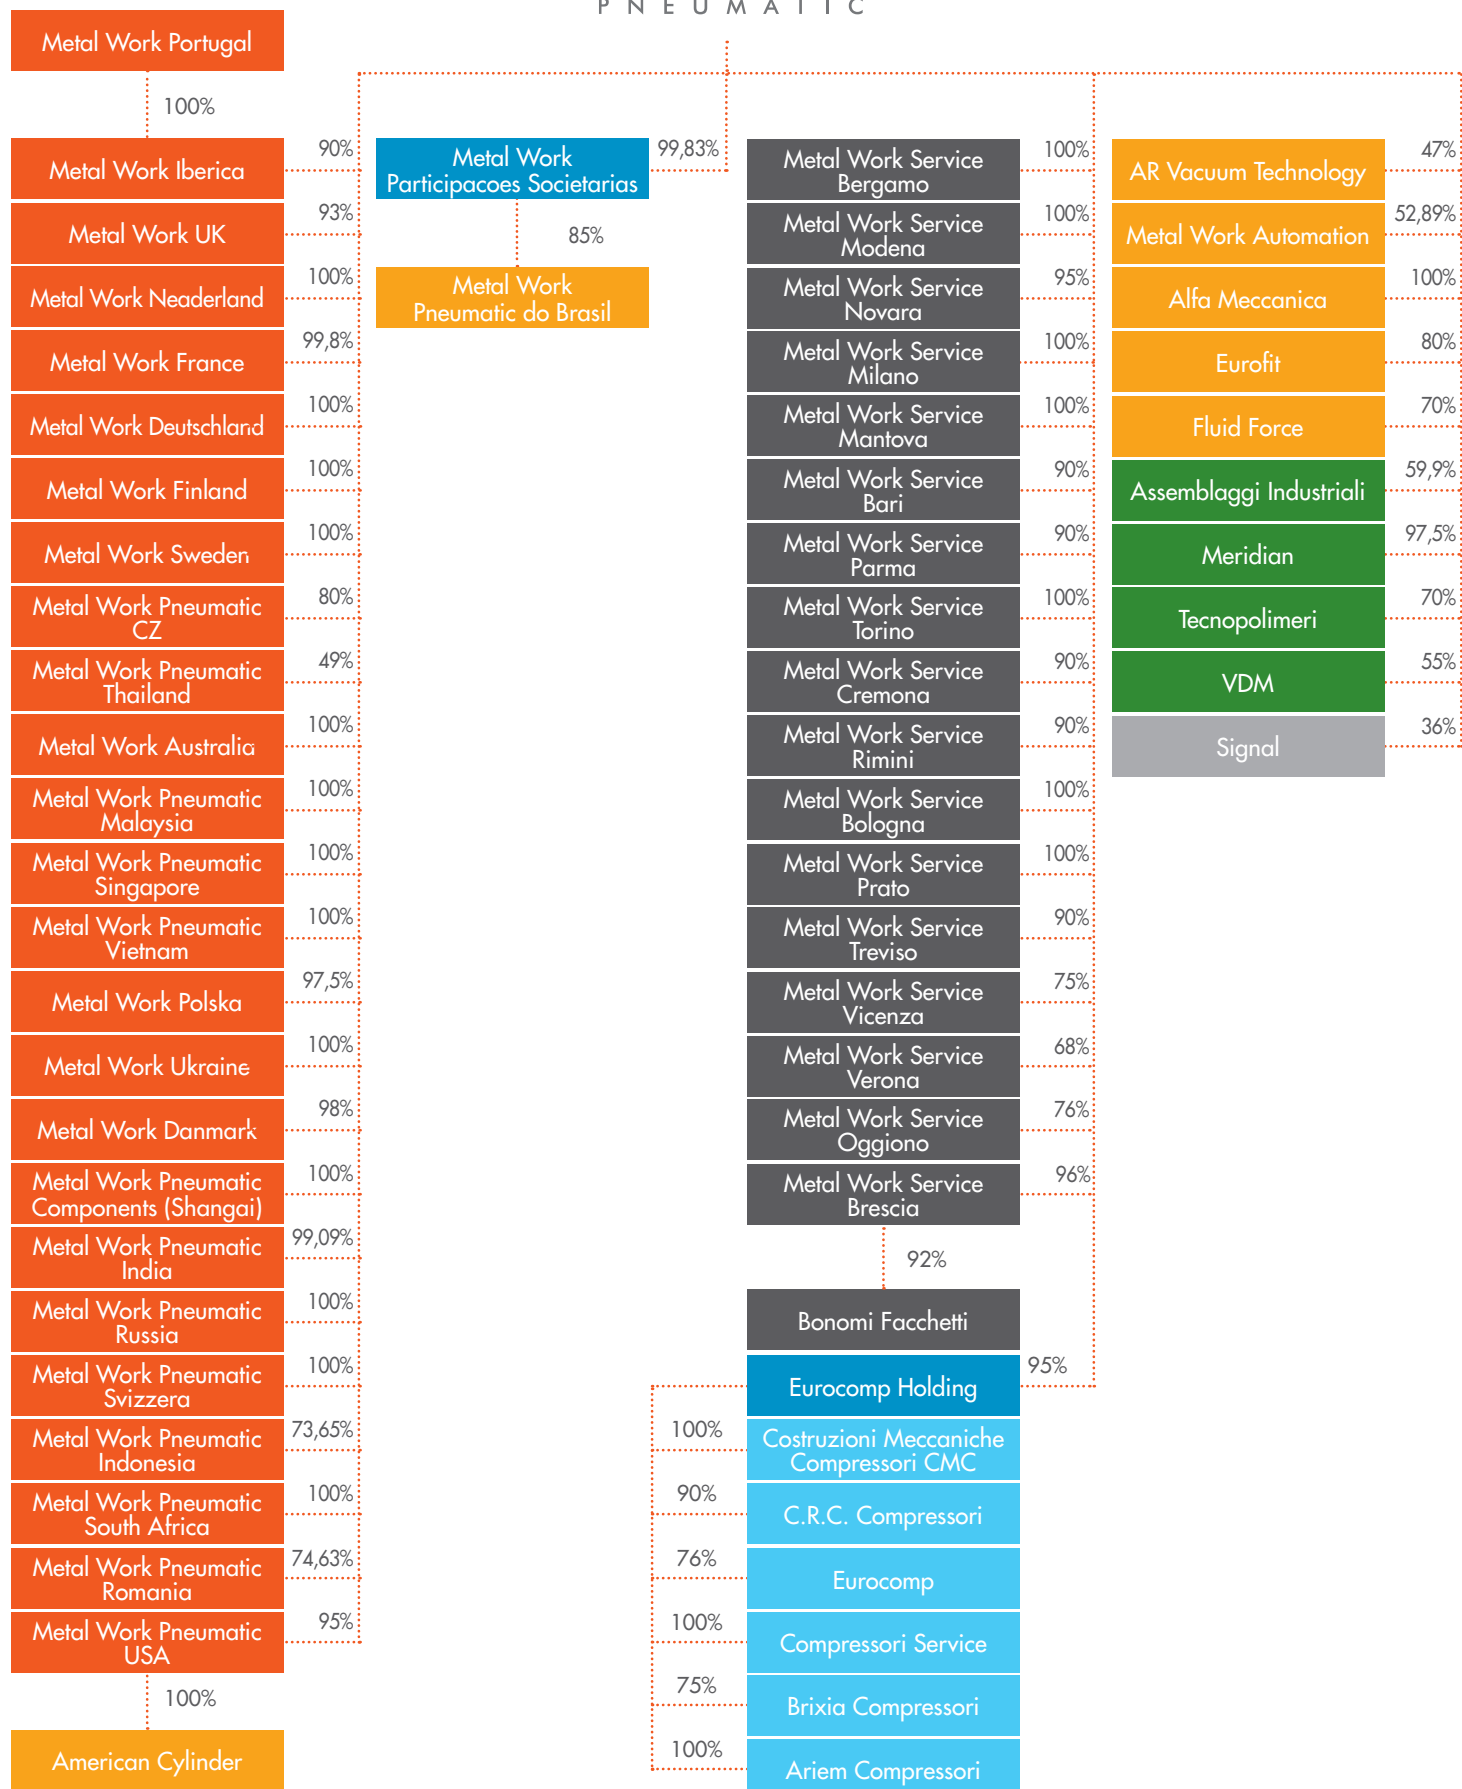 PNEUMATIC
Metal Work Portugal
100%
Metal Work Iberica
90%
Metal Work UK
93%
Metal Work Neaderland
100%
Metal Work France
99,8%
Metal Work Deutschland
100%
Metal Work Finland
100%
Metal Work Sweden
100%
Metal Work Pneumatic
CZ
80%
Metal Work Pneumatic
Thailand
49%
Metal Work Australia
100%
Metal Work Pneumatic
Malaysia
100%
Metal Work Pneumatic
Singapore
100%
Metal Work Pneumatic
Vietnam
100%
Metal Work Polska
97,5%
Metal Work Ukraine
100%
Metal Work Danmark
98%
Metal Work Pneumatic
Components (Shangai)
100%
Metal Work Pneumatic
India
99,09%
Metal Work Pneumatic
Russia
100%
Metal Work Pneumatic
Svizzera
100%
Metal Work Pneumatic
Indonesia
73,65%
Metal Work Pneumatic
South Africa
100%
Metal Work Pneumatic
Romania
74,63%
Metal Work Pneumatic
USA
95%
100%
American Cylinder
Metal Work
Participacoes Societarias
99,83%
85%
Metal Work
Pneumatic do Brasil
Metal Work Service
Bergamo
100%
Metal Work Service
Modena
100%
Metal Work Service
Novara
95%
Metal Work Service
Milano
100%
Metal Work Service
Mantova
100%
Metal Work Service
Bari
90%
Metal Work Service
Parma
90%
Metal Work Service
Torino
100%
Metal Work Service
Cremona
90%
Metal Work Service
Rimini
90%
Metal Work Service
Bologna
100%
Metal Work Service
Prato
100%
Metal Work Service
Treviso
90%
Metal Work Service
Vicenza
75%
Metal Work Service
Verona
68%
Metal Work Service
Oggiono
76%
Metal Work Service
Brescia
96%
92%
Bonomi Facchetti
Eurocomp Holding
95%
100%
Costruzioni Meccaniche
Compressori CMC
90%
C.R.C. Compressori
76%
Eurocomp
100%
Compressori Service
75%
Brixia Compressori
100%
Ariem Compressori
AR Vacuum Technology
47%
Metal Work Automation
52,89%
Alfa Meccanica
100%
Eurofit
80%
Fluid Force
70%
Assemblaggi Industriali
59,9%
Meridian
97,5%
Tecnopolimeri
70%
VDM
55%
Signal
36%